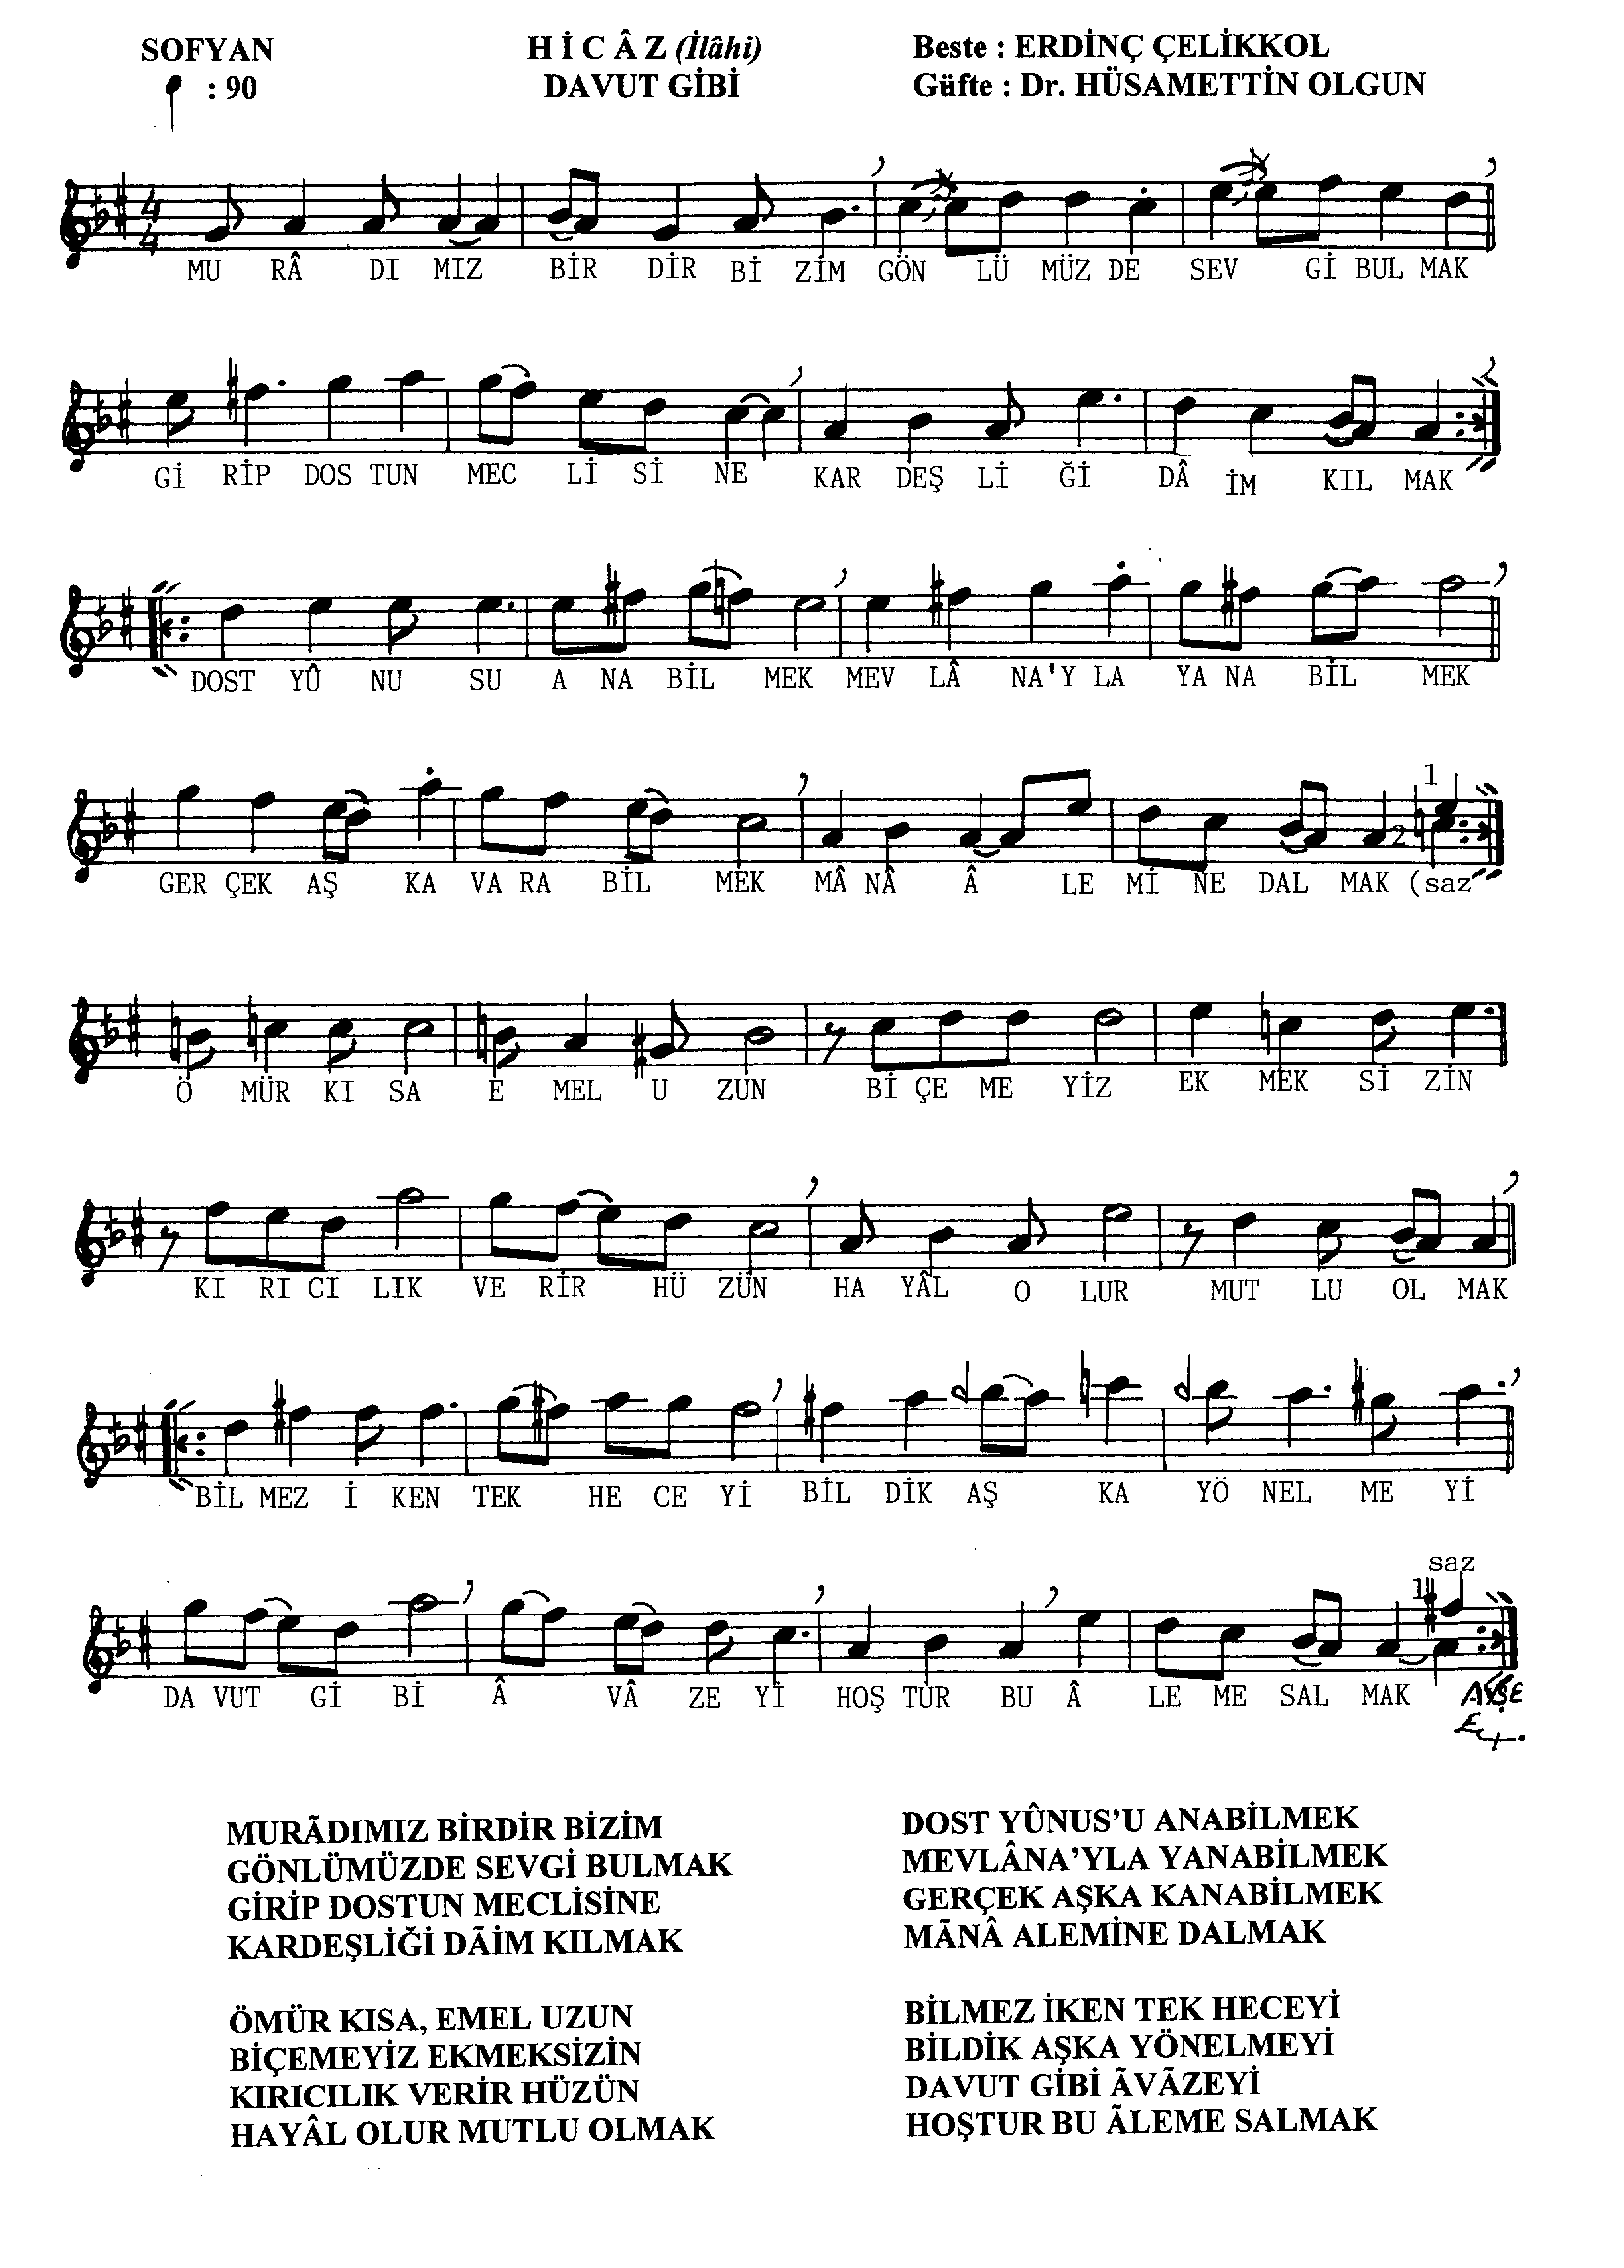 SOFYAN
♩ : 90
H İ C Â Z (İlâhi)
DAVUT GİBİ
Beste : ERDİNÇ ÇELİKKOL
Güfte : Dr. HÜSAMETTİN OLGUN
4
4
MU RÂ DI MIZ BİR DİR Bİ ZİM GÖN LÜ MÜZ DE SEV Gİ BUL MAK
Gİ RİP DOS TUN MEC Lİ Sİ NE KAR DEŞ Lİ Ğİ DÂ İM KIL MAK
DOST YÛ NU SU A NA BİL MEK MEV LÂ NA'Y LA YA NA BİL MEK
1
2
GER ÇEK AŞ KA VA RA BİL MEK MÂ NÂ Â LE Mİ NE DAL MAK (saz
Ö MÜR KI SA E MEL U ZUN Bİ ÇE ME YİZ EK MEK Sİ ZİN
KI RI CI LIK VE RİR HÜ ZÜN HA YÂL O LUR MUT LU OL MAK
BİL MEZ İ KEN TEK HE CE Yİ BİL DİK AŞ KA YÖ NEL ME Yİ
saz
1
DA VUT Gİ Bİ Â VÂ ZE Yİ HOŞ TUR BU Â LE ME SAL MAK
MURÃDIMIZ BİRDİR BİZİM
GÖNLÜMÜZDE SEVGİ BULMAK
GİRİP DOSTUN MECLİSİNE
KARDEŞLİĞİ DÃİM KILMAK
ÖMÜR KISA, EMEL UZUN
BİÇEMEYİZ EKMEKSİZİN
KIRICILIK VERİR HÜZÜN
HAYÂL OLUR MUTLU OLMAK
DOST YÛNUS'U ANABİLMEK
MEVLÂNA'YLA YANABİLMEK
GERÇEK AŞKA KANABİLMEK
MÃNÂ ALEMİNE DALMAK
BİLMEZ İKEN TEK HECEYİ
BİLDİK AŞKA YÖNELMEYİ
DAVUT GİBİ ÃVÃZEYİ
HOŞTUR BU ÃLEME SALMAK